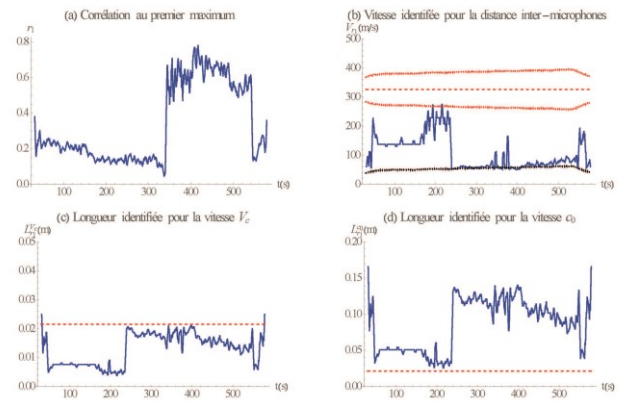 (a) Corrélation au premier maximum
r₁
0.8
0.6
0.4
0.2
0.0
100 200 300 400 500 t(s)
(b) Vitesse identifiée pour la distance inter-microphones
(m/s)
500
400
300
200
100
0
100 200 300 400 500 t(s)
(c) Longueur identifiée pour la vitesse Vc
(m)
0.05
0.04
0.03
0.02
0.01
0.00
100 200 300 400 500 t(s)
(d) Longueur identifiée pour la vitesse c₀
(m)
0.20
0.15
0.10
0.05
0.00
100 200 300 400 500 t(s)